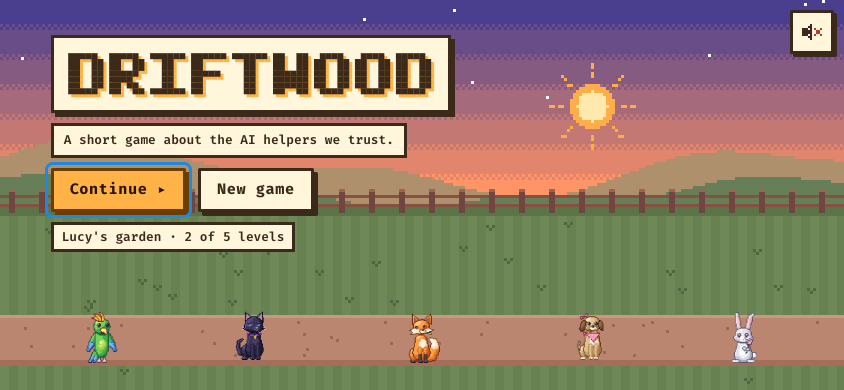 DRIFTWOOD
A short game about the AI helpers we trust.
Continue ▸
New game
Lucy's garden · 2 of 5 levels